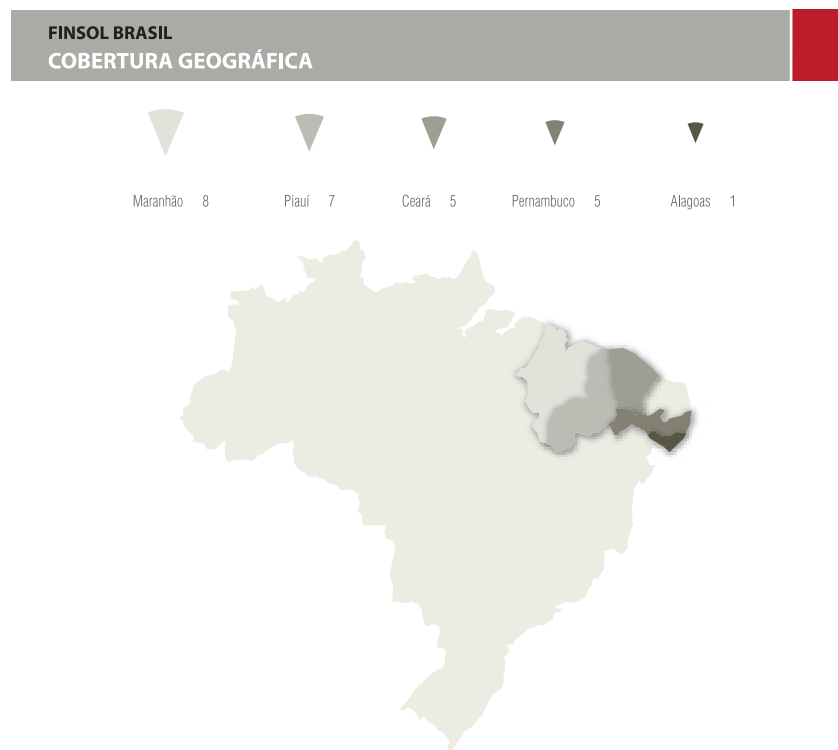 FINSOL BRASIL
COBERTURA GEOGRÁFICA
Maranhão 8 Piauí 7 Ceará 5 Pernambuco 5 Alagoas 1